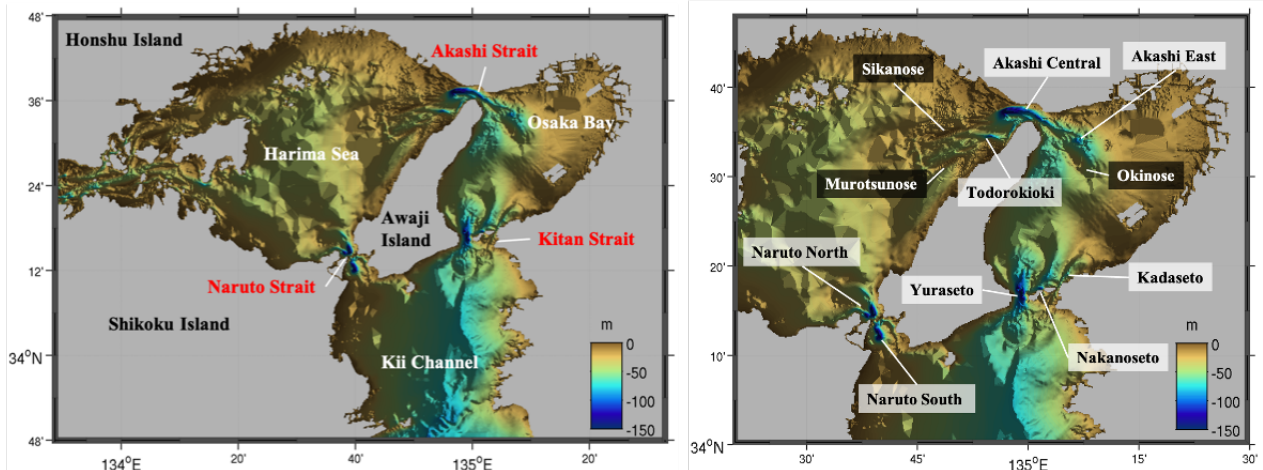 48'
Honshu Island
Akashi Strait
36'
Osaka Bay
Harima Sea
24'
Awaji
Island
Kitan Strait
12'
Naruto Strait
Shikoku Island
m
0
34°N
Kii Channel
-50
-100
48'
-150
134°E
20'
40'
135°E
20'
Akashi East
Akashi Central
Sikanose
40'
30'
Murotsunose
Todorokioki
Okinose
Naruto North
20'
Yuraseto
Kadaseto
m
0
10'
Nakanoseto
-50
Naruto South
-100
-150
34°N
30'
45'
135°E
15'
30'